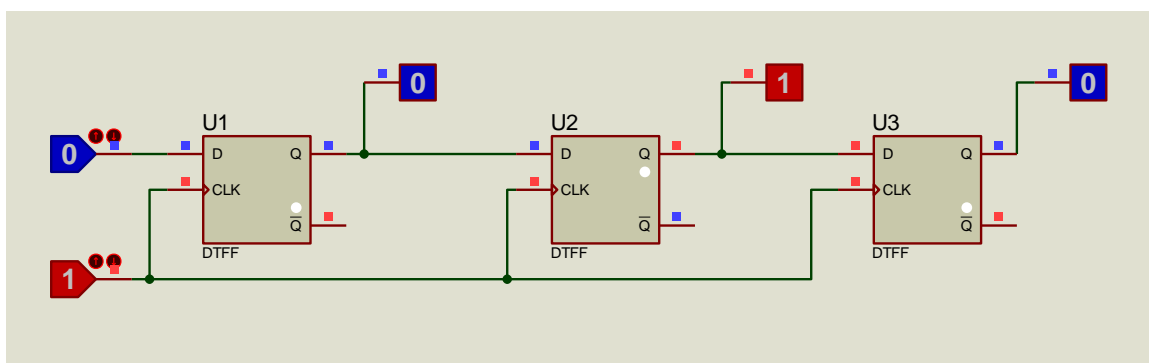 0 1 0
U1 U2 U3
0 D Q D Q D Q
CLK CLK CLK
Q Q Q
DTFF DTFF DTFF
1